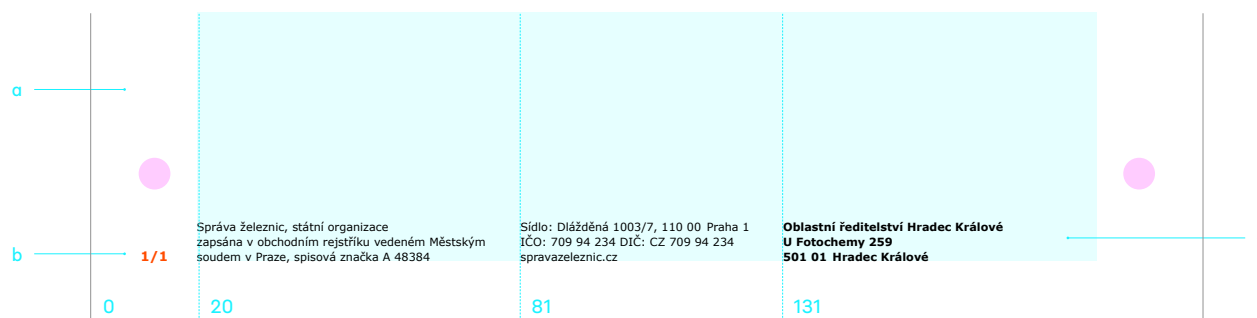 a
Správa železnic, státní organizace
zapsána v obchodním rejstříku vedeném Městským
soudem v Praze, spisová značka A 48384
Sídlo: Dlážděná 1003/7, 110 00 Praha 1
IČO: 709 94 234 DIČ: CZ 709 94 234
spravazeleznic.cz
Oblastní ředitelství Hradec Králové
U Fotochemy 259
501 01 Hradec Králové
b
1/1
0
20
81
131